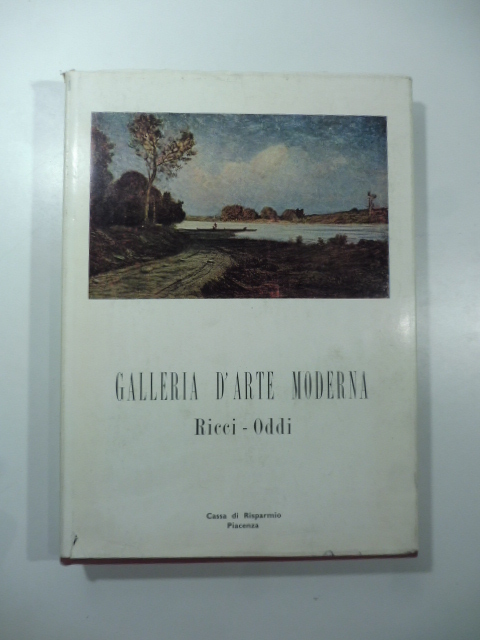 GALLERIA D'ARTE MODERNA
Ricci - Oddi
Cassa di Risparmio
Piacenza